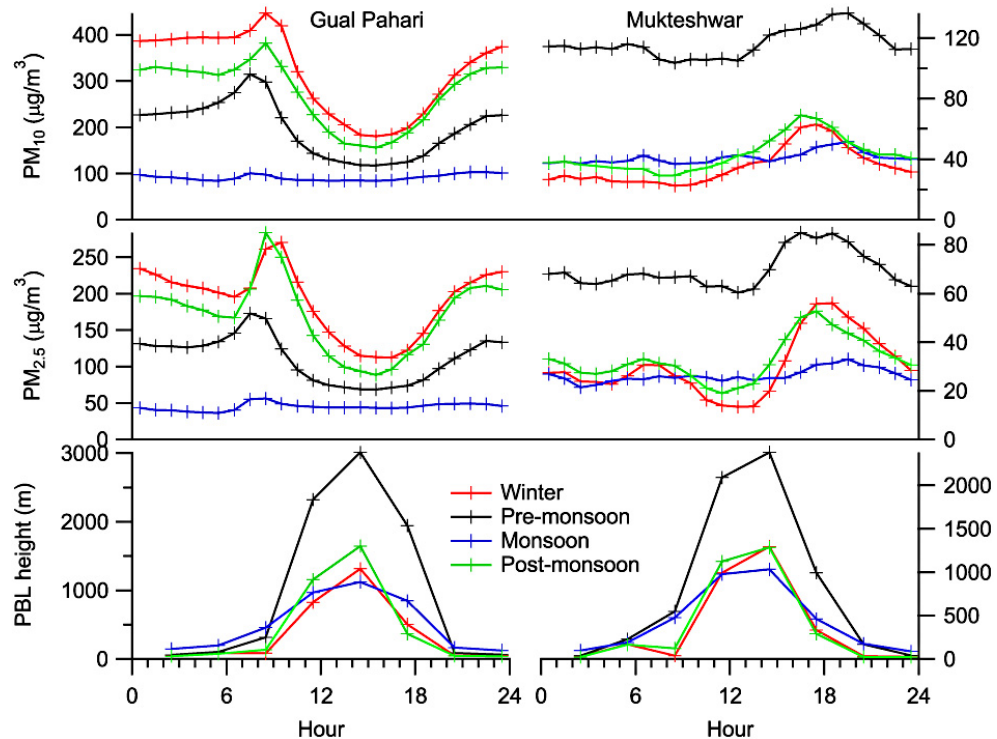 Gual Pahari
Mukteshwar
PM10 (µg/m³)
400
300
200
100
0
120
80
40
0
PM2.5 (µg/m³)
250
200
150
100
50
0
80
60
40
20
0
PBL height (m)
3000
2000
1000
0
2000
1500
1000
500
0
Winter
Pre-monsoon
Monsoon
Post-monsoon
0 6 12 18 24
0 6 12 18 24
Hour
Hour